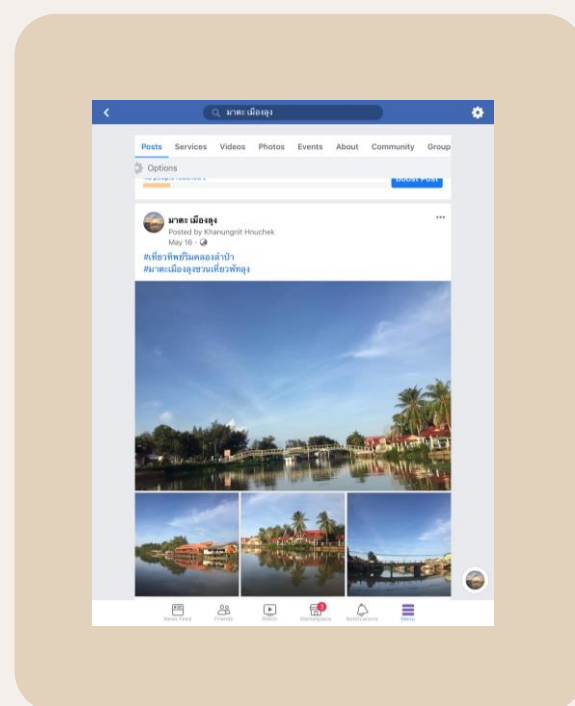 มาตะ เมืองลุง
Posts Services Videos Photos Events About Community Group
Options
มาตะ เมืองลุง
Posted by Khanungnit Hnuchek
May 16
#เที่ยวทิพย์ริมคลองลำปำ
#มาตะเมืองลุงชวนเที่ยวพัทลุง
3
News Feed Friends Watch Marketplace Notifications Menu